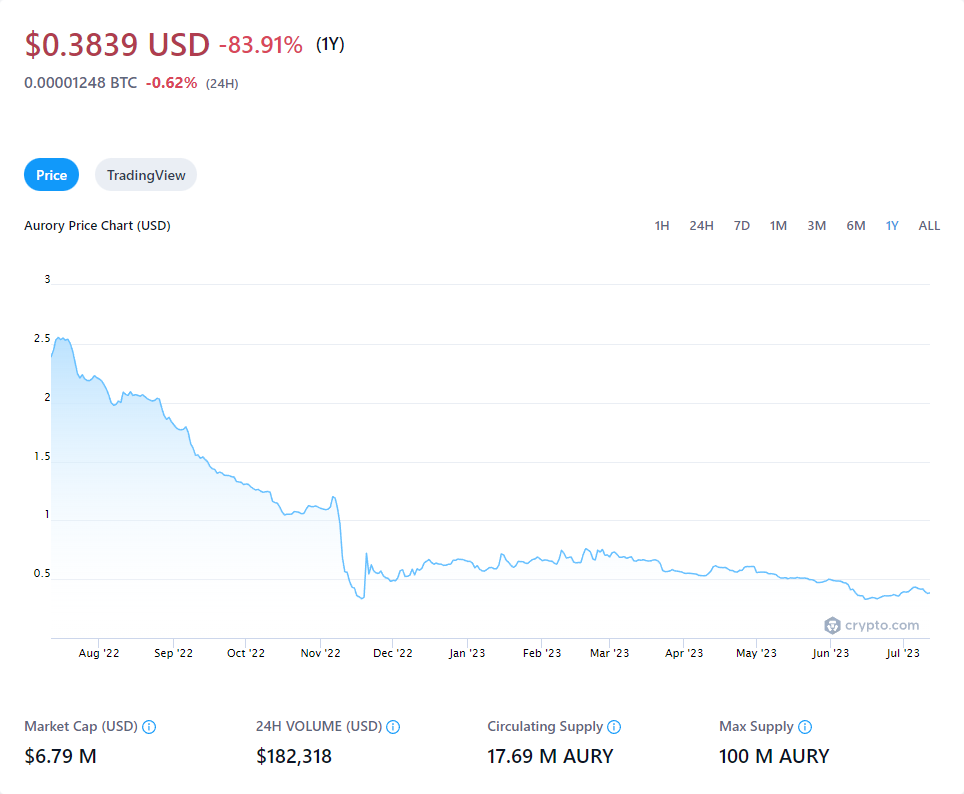 $0.3839 USD -83.91% (1Y)
0.00001248 BTC -0.62% (24H)
Price TradingView
Aurory Price Chart (USD)
1H 24H 7D 1M 3M 6M 1Y ALL
3
2.5
2
1.5
1
0.5
crypto.com
Aug '22 Sep '22 Oct '22 Nov '22 Dec '22 Jan '23 Feb '23 Mar '23 Apr '23 May '23 Jun '23 Jul '23
Market Cap (USD) 24H VOLUME (USD) Circulating Supply Max Supply
$6.79 M $182,318 17.69 M AURY 100 M AURY